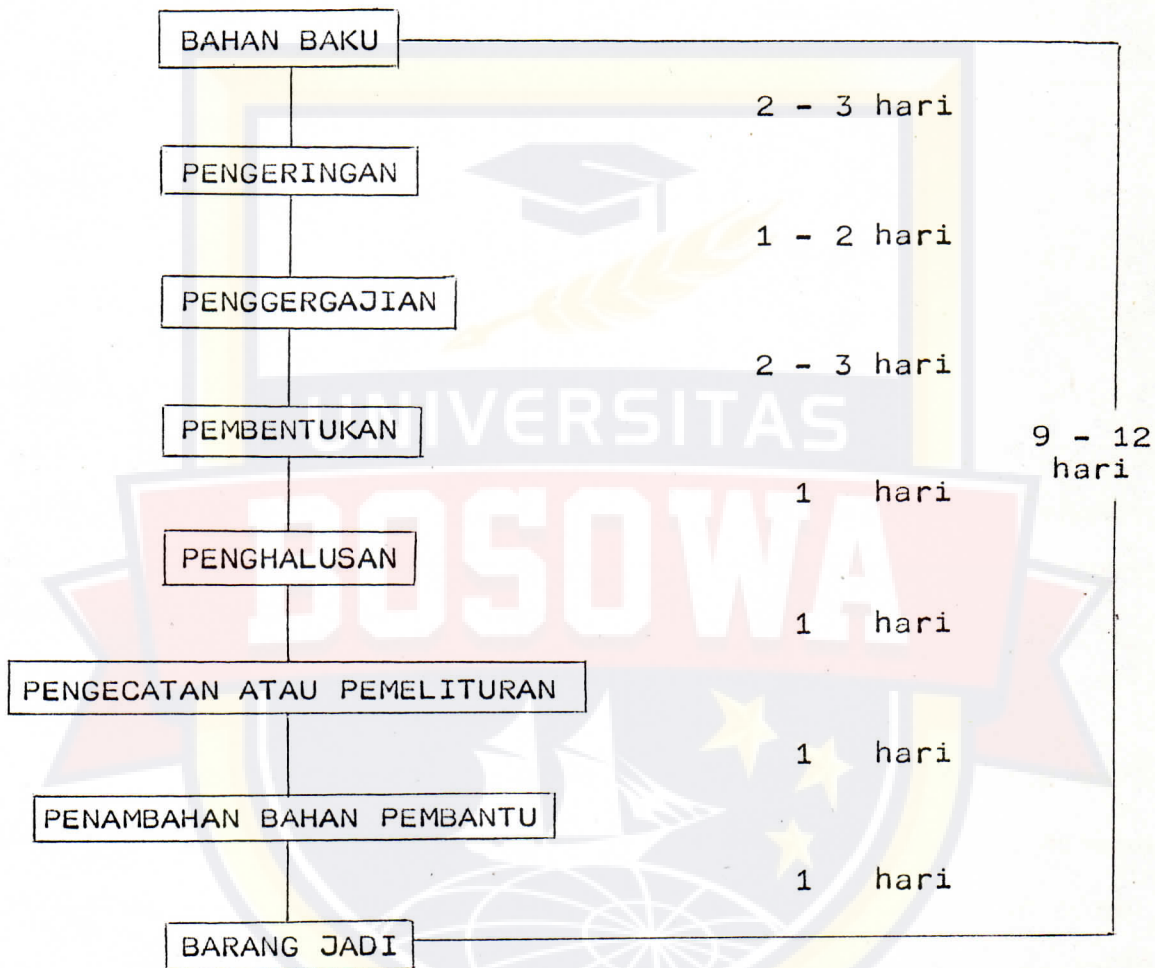 BAHAN BAKU
2 - 3 hari
PENGERINGAN
1 - 2 hari
PENGGERGAJIAN
2 - 3 hari
UNIVERSITAS
PEMBENTUKAN
9 - 12
hari
1 hari
BOSOWA
PENGHALUSAN
1 hari
PENGECATAN ATAU PEMELITURAN
1 hari
PENAMBAHAN BAHAN PEMBANTU
1 hari
BARANG JADI